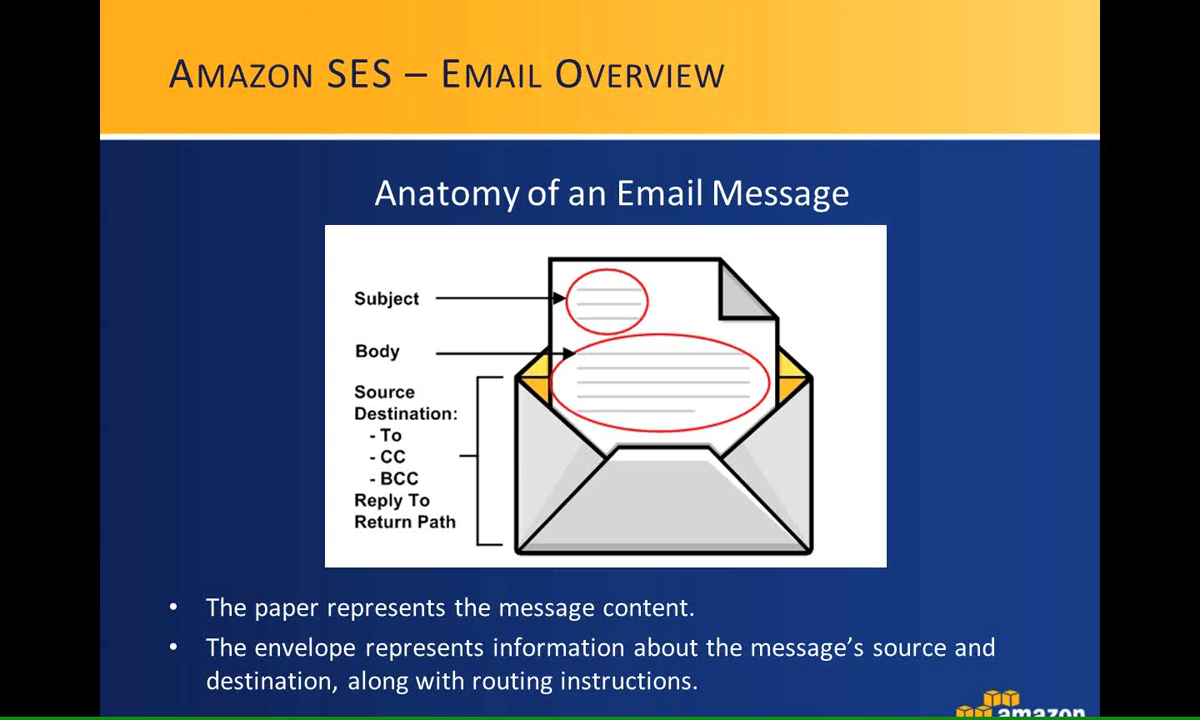 AMAZON SES – EMAIL OVERVIEW
Anatomy of an Email Message
Subject
Body
Source
Destination:
- To
- CC
- BCC
Reply To
Return Path
• The paper represents the message content.
• The envelope represents information about the message’s source and
destination, along with routing instructions.
amazon